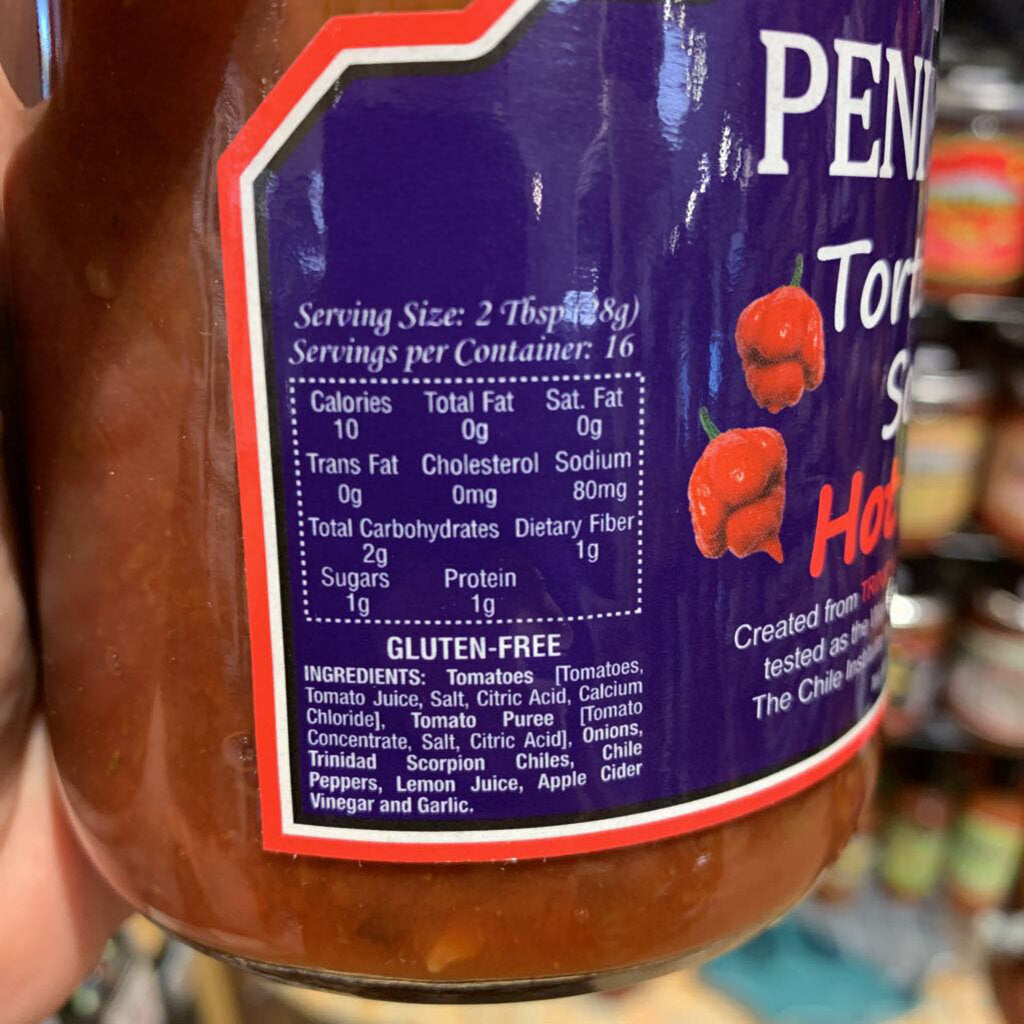 Serving Size: 2 Tbsp 8g)
Servings per Container: 16
Calories Total Fat Sat. Fat
10 0g 0g
Trans Fat Cholesterol Sodium
0g 0mg 80mg
Total Carbohydrates Dietary Fiber
2g 1g
Sugars Protein
1g 1g
GLUTEN-FREE
INGREDIENTS: Tomatoes [Tomatoes,
Tomato Juice, Salt, Citric Acid, Calcium
Chloride], Tomato Puree [Tomato
Concentrate, Salt, Citric Acid], Onions,
Trinidad Scorpion Chiles, Chile
Peppers, Lemon Juice, Apple Cider
Vinegar and Garlic.
PEN
Tort
Hot
Created from
tested as the
The Chile